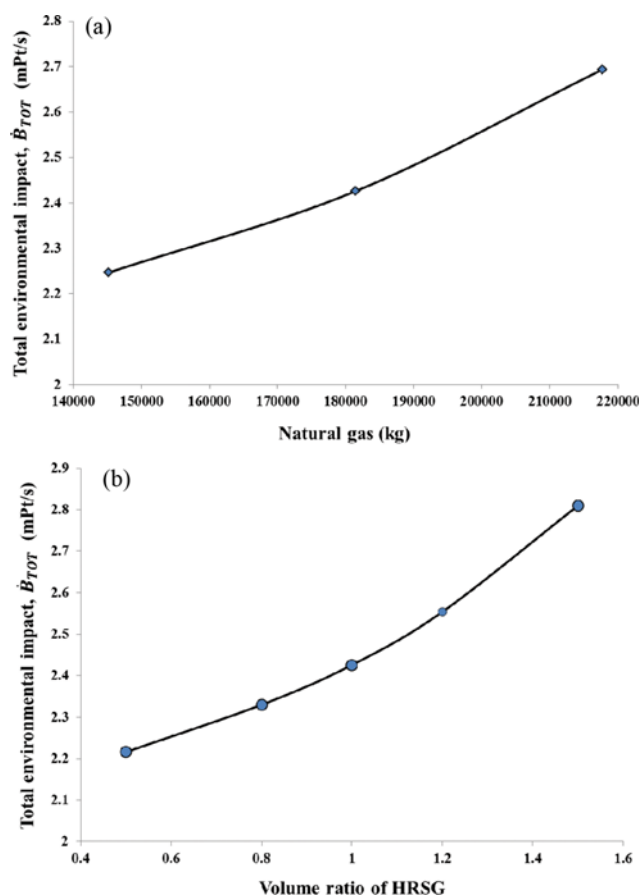 (a)
Total environmental impact, ḂTOT (mPt/s)
2.8
2.7
2.6
2.5
2.4
2.3
2.2
2.1
2
140000 150000 160000 170000 180000 190000 200000 210000 220000
Natural gas (kg)
(b)
Total environmental impact, ḂTOT (mPt/s)
2.9
2.8
2.7
2.6
2.5
2.4
2.3
2.2
2.1
2
0.4 0.6 0.8 1 1.2 1.4 1.6
Volume ratio of HRSG